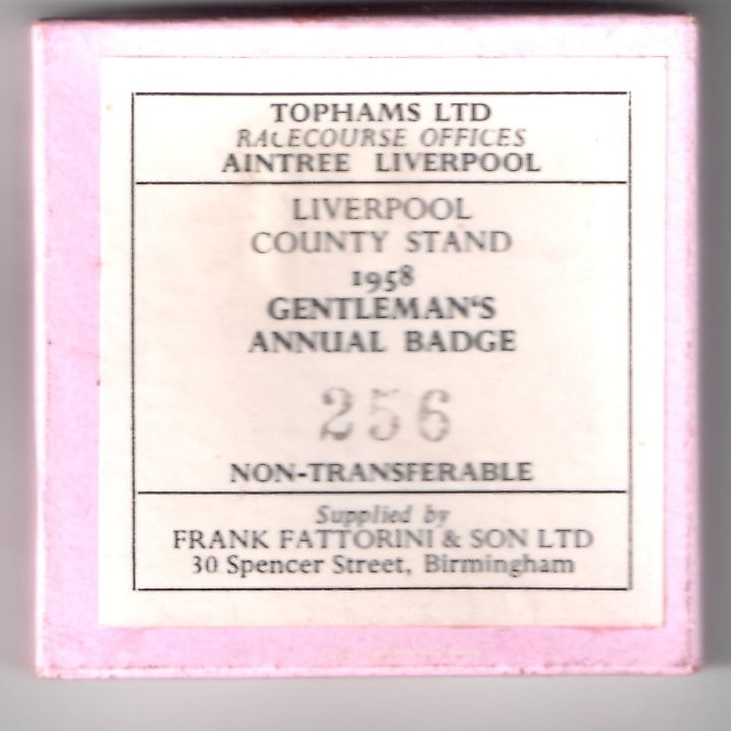 TOPHAMS LTD
RACECOURSE OFFICES
AINTREE LIVERPOOL
LIVERPOOL
COUNTY STAND
1958
GENTLEMAN'S
ANNUAL BADGE
256
NON-TRANSFERABLE
Supplied by
FRANK FATTORINI & SON LTD
30 Spencer Street, Birmingham